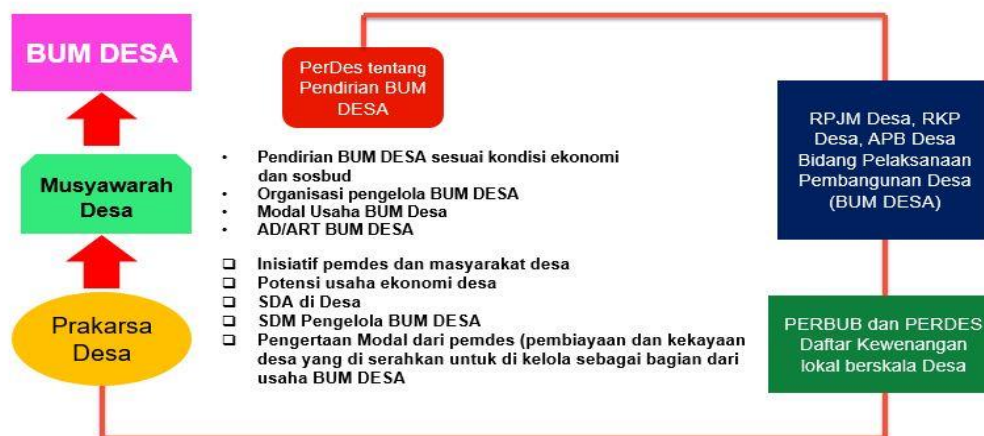 BUM DESA
PerDes tentang
Pendirian BUM
DESA
RPJM Desa, RKP
Desa, APB Desa
Bidang Pelaksanaan
Pembangunan Desa
(BUM DESA)
Musyawarah
Desa
• Pendirian BUM DESA sesuai kondisi ekonomi
dan sosbud
• Organisasi pengelola BUM DESA
• Modal Usaha BUM Desa
• AD/ART BUM DESA
Prakarsa
Desa
❑ Inisiatif pemdes dan masyarakat desa
❑ Potensi usaha ekonomi desa
❑ SDA di Desa
❑ SDM Pengelola BUM DESA
❑ Pengertaan Modal dari pemdes (pembiayaan dan kekayaan
desa yang di serahkan untuk di kelola sebagai bagian dari
usaha BUM DESA
PERBUB dan PERDES
Daftar Kewenangan
lokal berskala Desa